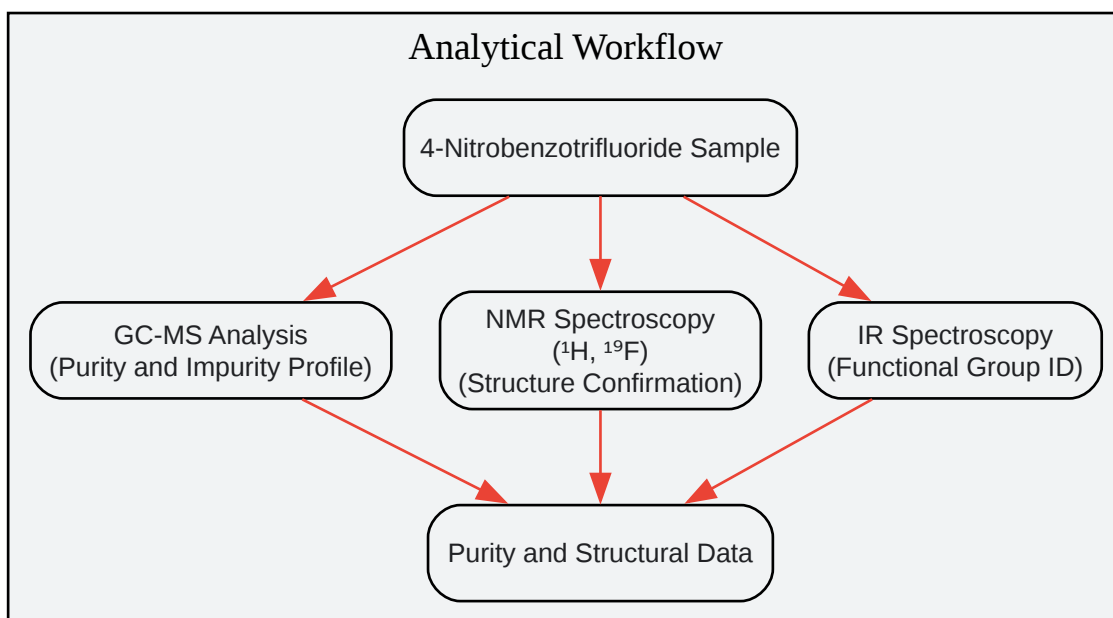 Analytical Workflow
4-Nitrobenzotrifluoride Sample
GC-MS Analysis
(Purity and Impurity Profile)
NMR Spectroscopy
(¹H, ¹⁹F)
(Structure Confirmation)
IR Spectroscopy
(Functional Group ID)
Purity and Structural Data